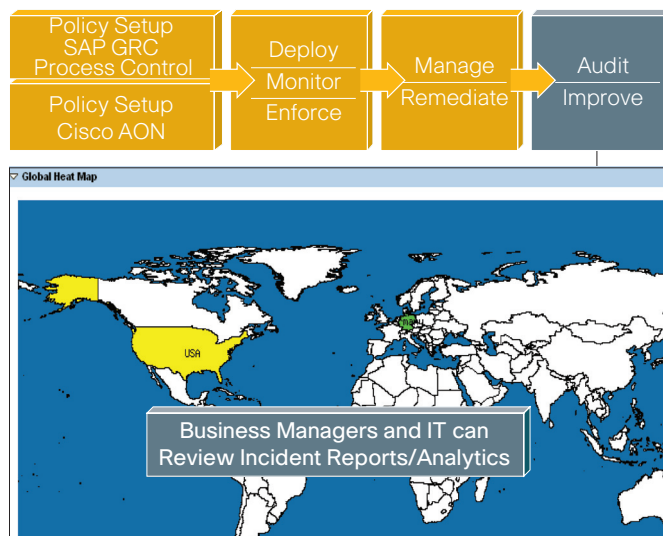 Policy Setup
SAP GRC
Process Control
Policy Setup
Cisco AON
Deploy
Monitor
Enforce
Manage
Remediate
Audit
Improve
Global Heat Map
USA
Business Managers and IT can
Review Incident Reports/Analytics